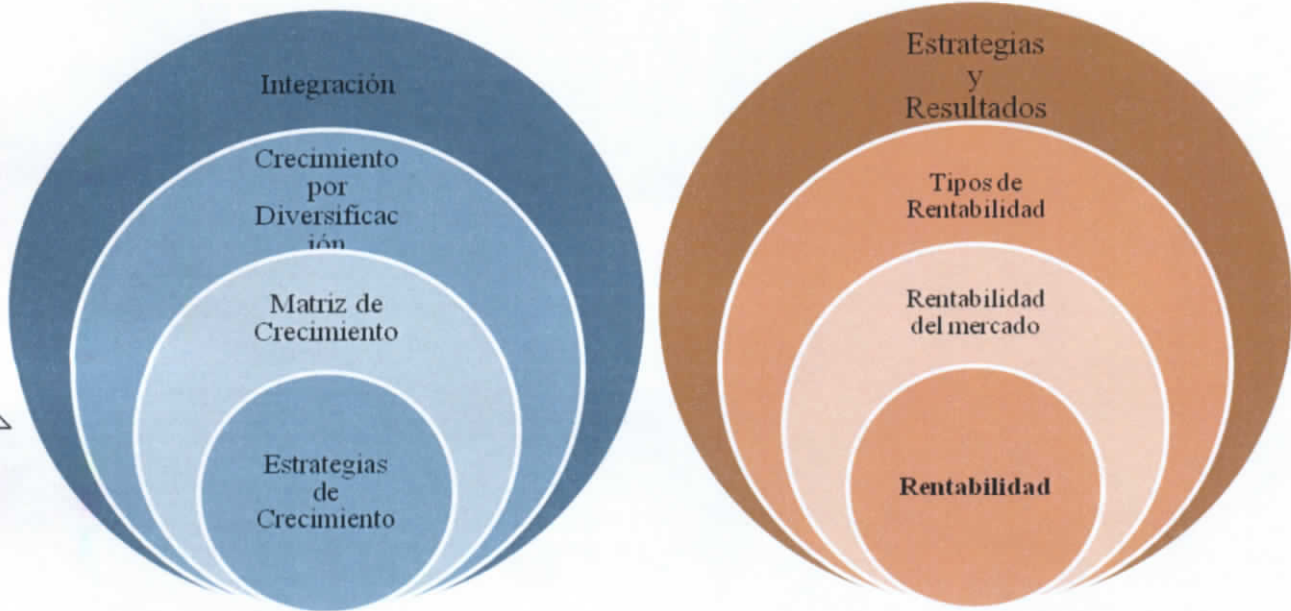 Integración
Crecimiento
por
Diversificac
ión
Matriz de
Crecimiento
Estrategias
de
Crecimiento
Estrategias
y
Resultados
Tipos de
Rentabilidad
Rentabilidad
del mercado
Rentabilidad